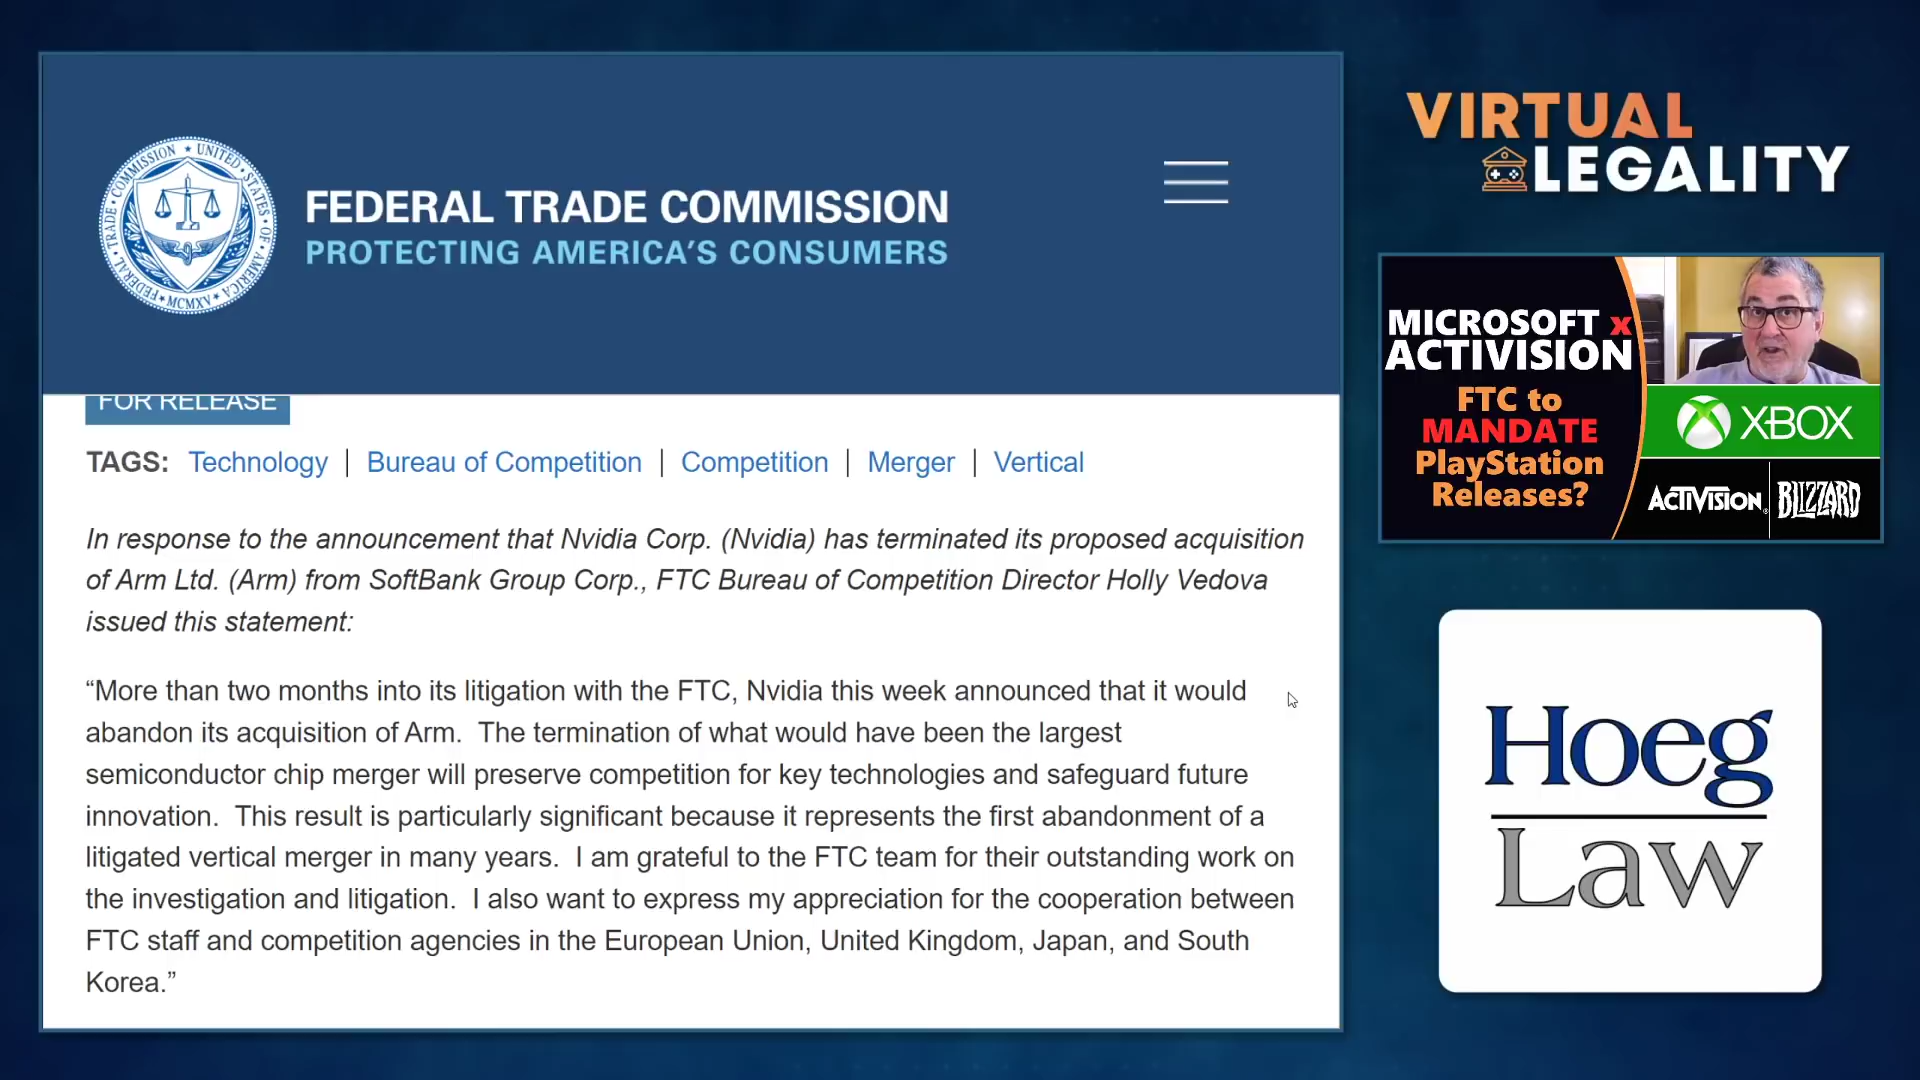 FEDERAL TRADE COMMISSION ★ UNITED STATES OF AMERICA ★ MCMXV ★
FEDERAL TRADE COMMISSION
PROTECTING AMERICA'S CONSUMERS
FOR RELEASE
TAGS: Technology | Bureau of Competition | Competition | Merger | Vertical
In response to the announcement that Nvidia Corp. (Nvidia) has terminated its proposed acquisition
of Arm Ltd. (Arm) from SoftBank Group Corp., FTC Bureau of Competition Director Holly Vedova
issued this statement:
“More than two months into its litigation with the FTC, Nvidia this week announced that it would
abandon its acquisition of Arm.  The termination of what would have been the largest
semiconductor chip merger will preserve competition for key technologies and safeguard future
innovation.  This result is particularly significant because it represents the first abandonment of a
litigated vertical merger in many years.  I am grateful to the FTC team for their outstanding work on
the investigation and litigation.  I also want to express my appreciation for the cooperation between
FTC staff and competition agencies in the European Union, United Kingdom, Japan, and South
Korea.”
VIRTUAL
LEGALITY
MICROSOFT x
ACTIVISION
FTC to
MANDATE
PlayStation
Releases?
XBOX
ACTIVISION
BLIZZARD
Hoeg
Law